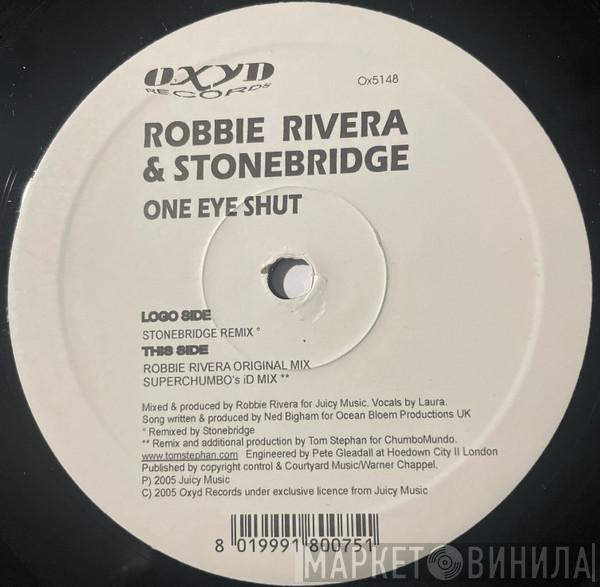 OXYD
RECORDS
Ox5148
ROBBIE RIVERA
& STONEBRIDGE
ONE EYE SHUT
LOGO SIDE
STONEBRIDGE REMIX °
THIS SIDE
ROBBIE RIVERA ORIGINAL MIX
SUPERCHUMBO's iD MIX **
Mixed & produced by Robbie Rivera for Juicy Music. Vocals by Laura.
Song written & produced by Ned Bigham for Ocean Bloem Productions UK
° Remixed by Stonebridge
** Remix and additional production by Tom Stephan for ChumboMundo.
www.tomstephan.com Engineered by Pete Gleadall at Hoedown City II London
Published by copyright control & Courtyard Music/Warner Chappel.
P) 2005 Juicy Music
C) 2005 Oxyd Records under exclusive licence from Juicy Music
8 019991 800751
МАРКЕТ ВИНИЛА